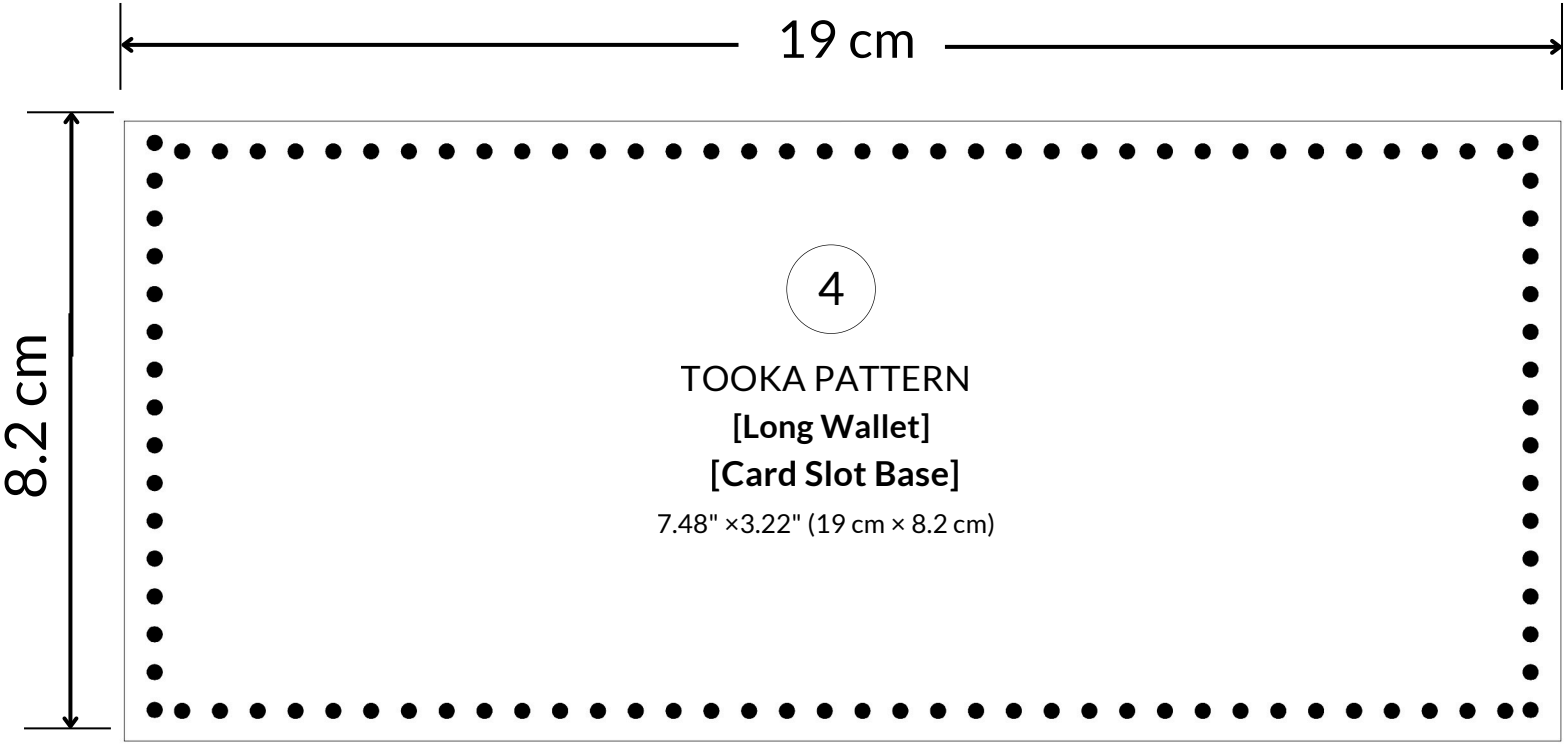 19 cm
8.2 cm
4
TOOKA PATTERN
[Long Wallet]
[Card Slot Base]
7.48" ×3.22" (19 cm × 8.2 cm)